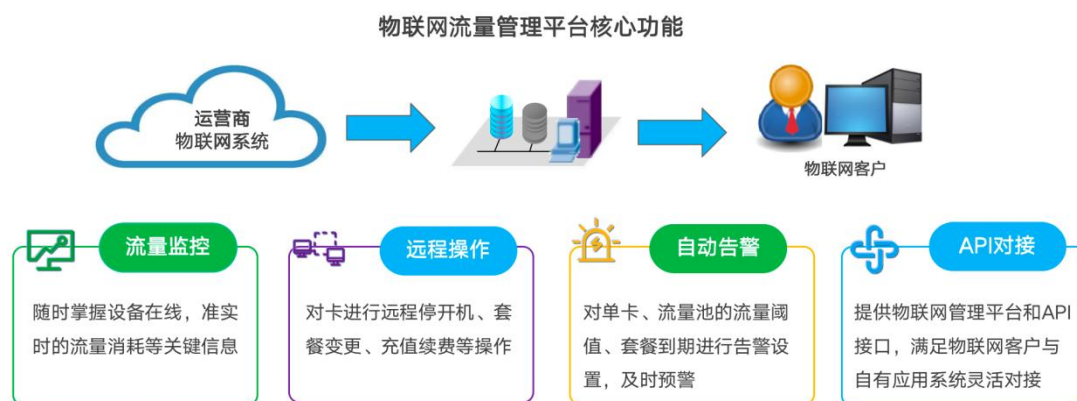 物联网流量管理平台核心功能
运营商
物联网系统
物联网客户
流量监控
随时掌握设备在线，准实
时的流量消耗等关键信息
远程操作
对卡进行远程停开机、套
餐变更、充值续费等操作
自动告警
对单卡、流量池的流量阈
值、套餐到期进行告警设
置，及时预警
API对接
提供物联网管理平台和API
接口，满足物联网客户与
自有应用系统灵活对接